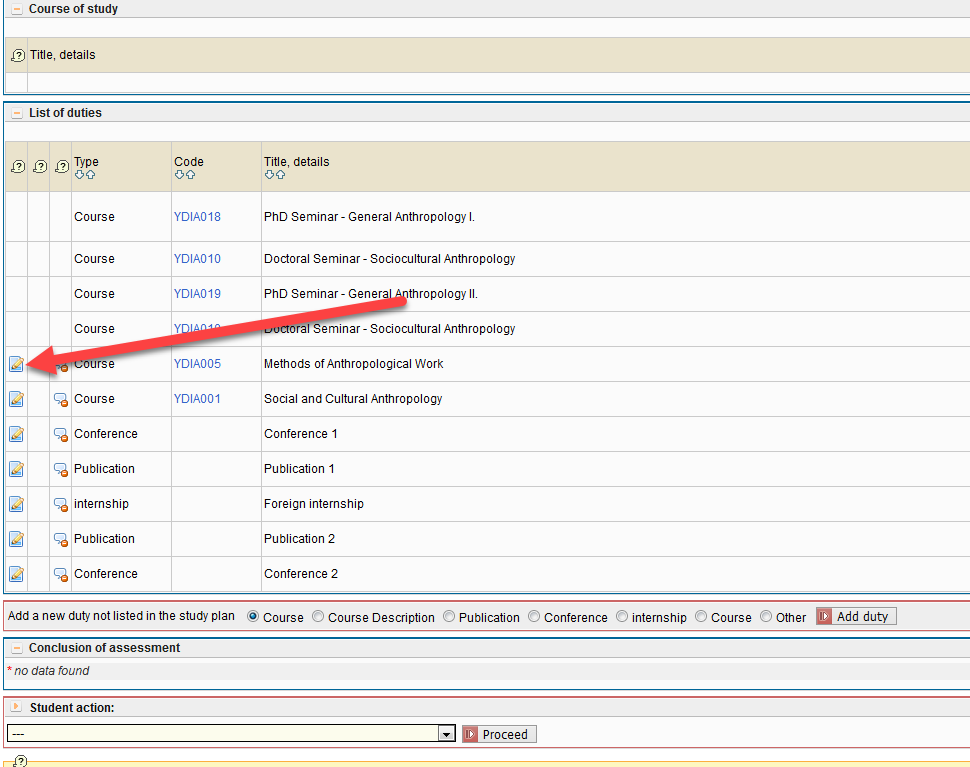 Course of study
Title, details
List of duties
Type Code Title, details
Course YDIA018 PhD Seminar - General Anthropology I.
Course YDIA010 Doctoral Seminar - Sociocultural Anthropology
Course YDIA019 PhD Seminar - General Anthropology II.
Course Doctoral Seminar - Sociocultural Anthropology
Course YDIA005 Methods of Anthropological Work
Course YDIA001 Social and Cultural Anthropology
Conference Conference 1
Publication Publication 1
internship Foreign internship
Publication Publication 2
Conference Conference 2
Add a new duty not listed in the study plan Course Course Description Publication Conference internship Course Other Add duty
Conclusion of assessment
* no data found
Student action:
--- Proceed